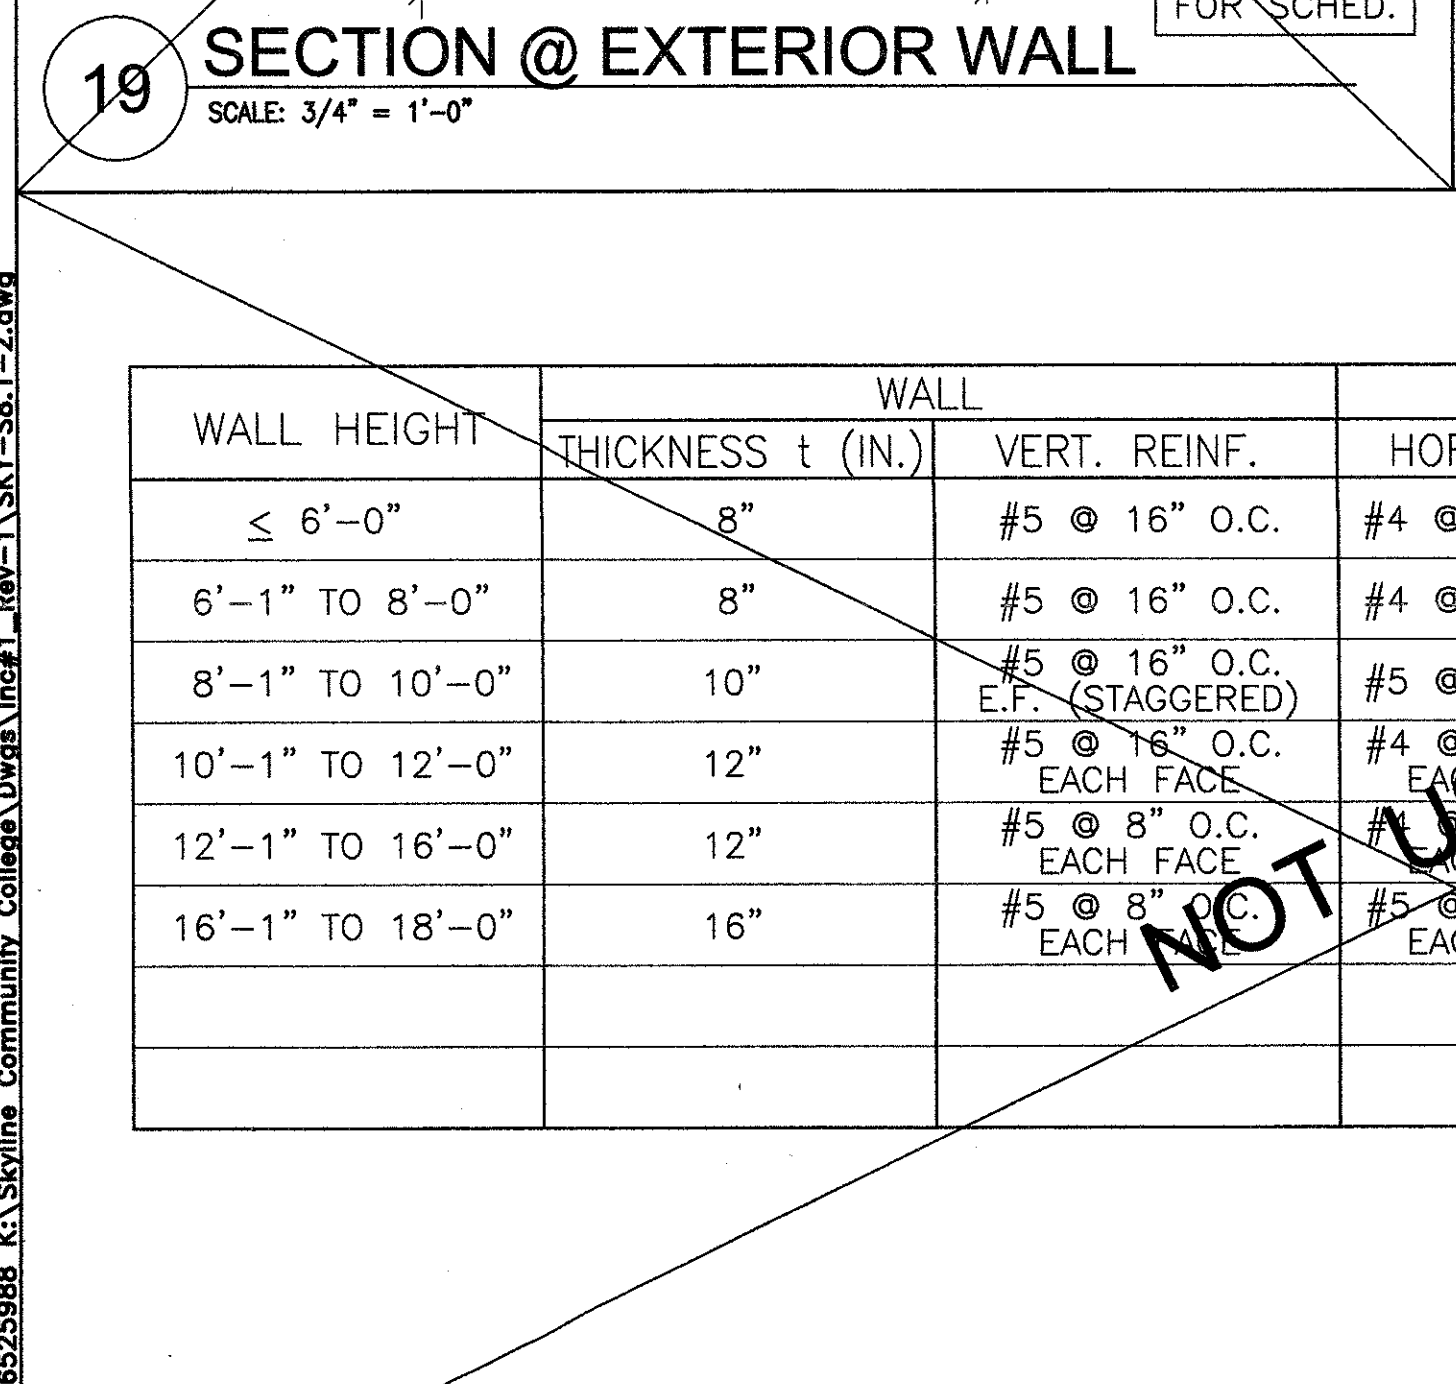 FOR SCHED.
19
SECTION @ EXTERIOR WALL
SCALE: 3/4" = 1'-0"
WALL HEIGHT
WALL
THICKNESS t (IN.)
VERT. REINF.
≤ 6'-0"
8"
#5 @ 16" O.C.
#4 @
6'-1" TO 8'-0"
8"
#5 @ 16" O.C.
#4 @
8'-1" TO 10'-0"
10"
#5 @ 16" O.C.
E.F. (STAGGERED)
#5 @
10'-1" TO 12'-0"
12"
#5 @ 16" O.C.
EACH FACE
#4 @
12'-1" TO 16'-0"
12"
#5 @ 8" O.C.
EACH FACE
#4 @
16'-1" TO 18'-0"
16"
#5 @ 8" O.C.
EACH FACE
#5 @
NOT
6525988 K:\Skyline Community College\Dwgs\Inc#1_Rev-1\SKY-S8.1-2.dwg